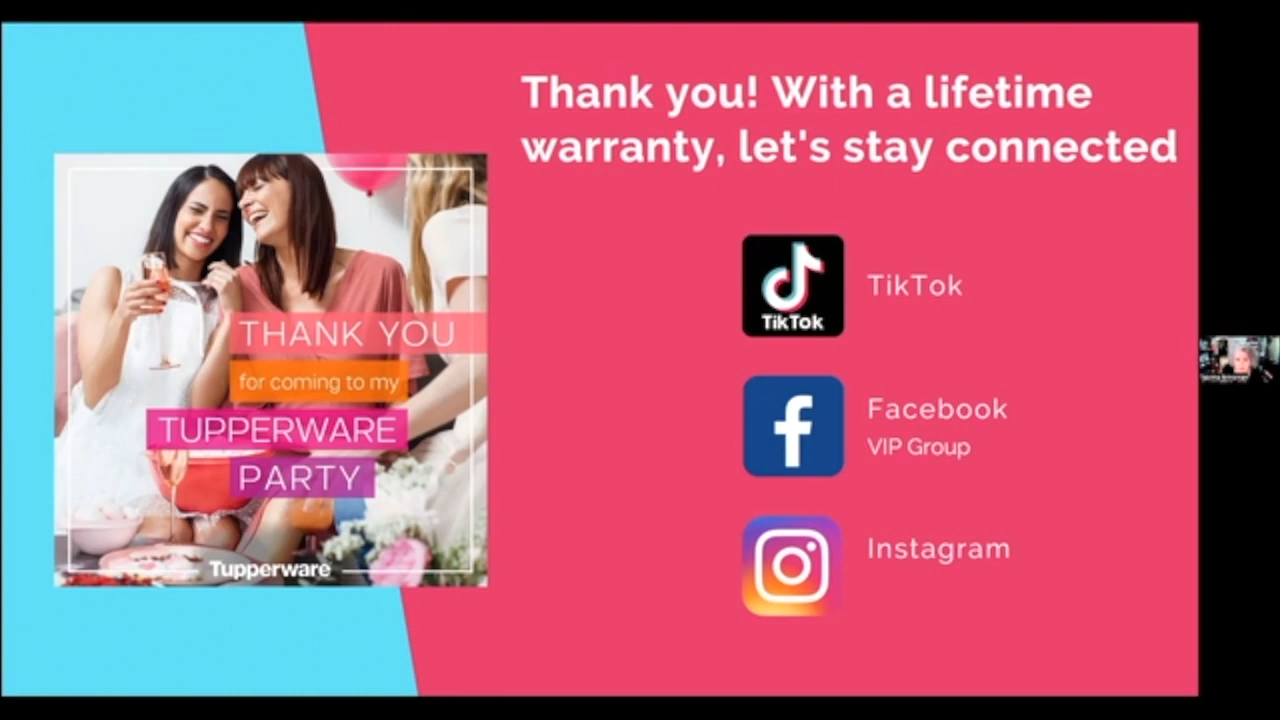 Thank you! With a lifetime
warranty, let's stay connected
THANK YOU
for coming to my
TUPPERWARE
PARTY
Tupperware
TikTok
TikTok
Facebook
VIP Group
Instagram